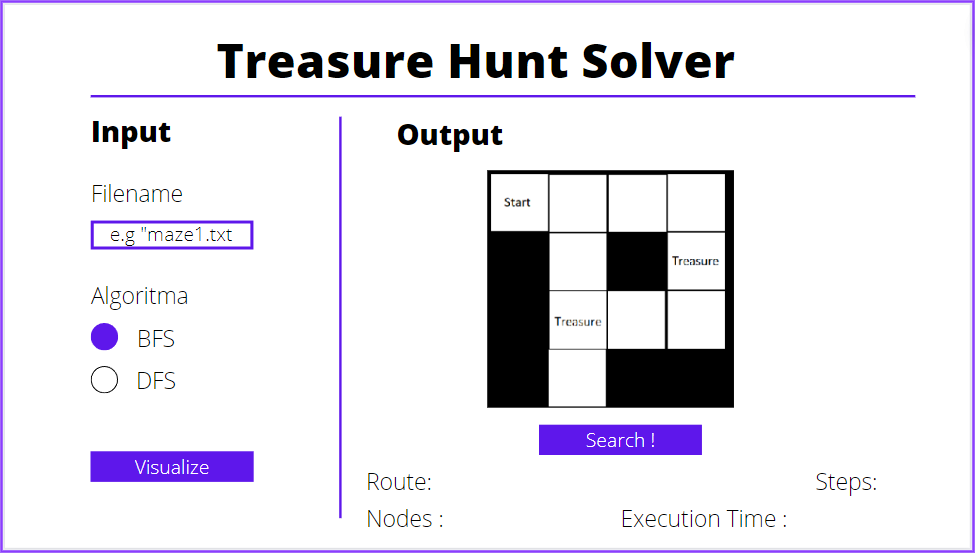 Treasure Hunt Solver
Input
Filename
e.g "maze1.txt
Algoritma
BFS
DFS
Visualize
Output
Start
Treasure
Treasure
Search !
Route:
Steps:
Nodes :
Execution Time :